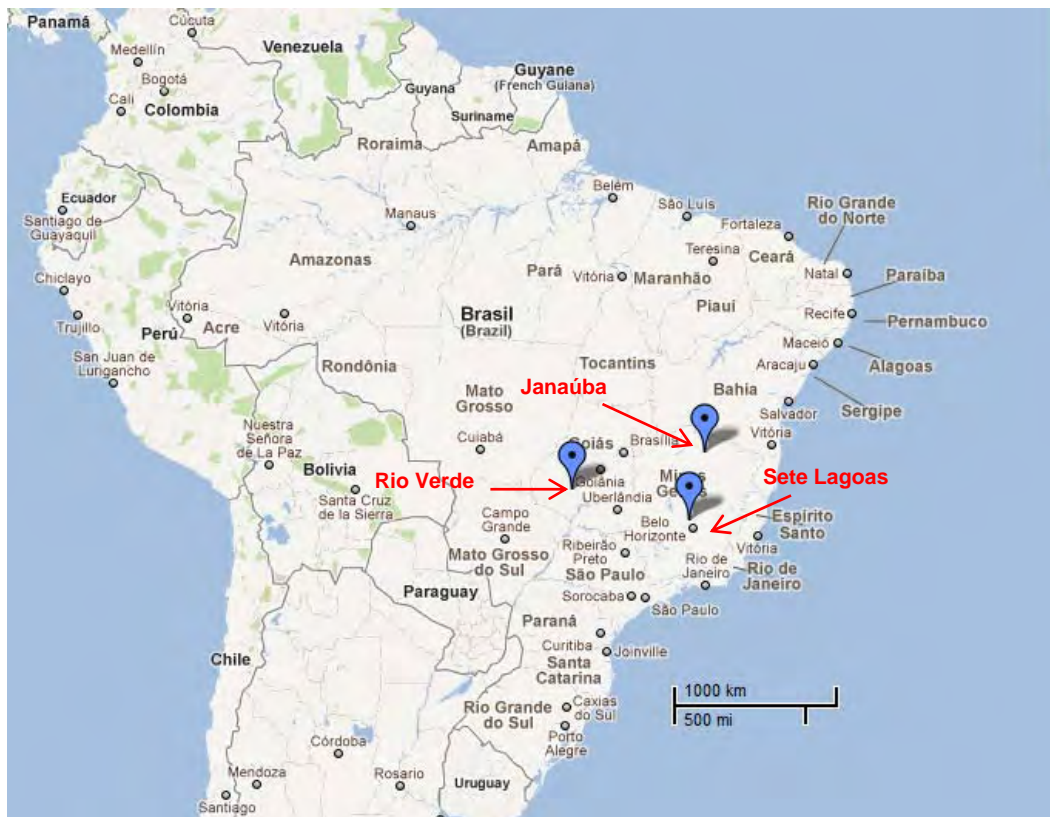 Panamá
Cúcuta
Medellín
Venezuela
Bogotá
Cali
Colombia
Guyana
Guyane
(French Guiana)
Suriname
Roraima
Amapá
Ecuador
Santiago de
Guayaquil
Manaus
Belém
São Luís
Fortaleza
Rio Grande
do Norte
Amazonas
Pará
Vitória
Maranhão
Teresina
Ceará
Natal
Paraíba
Chiclayo
Trujillo
Perú
Vitória
Acre
Vitória
Brasil
(Brazil)
Piauí
Recife
Pernambuco
San Juan de
Lurigancho
Rondônia
Tocantins
Maceió
Alagoas
Aracaju
Sergipe
Mato
Grosso
Janaúba
Bahia
Salvador
Nuestra
Señora
de La Paz
Cuiabá
Goiás
Brasília
Vitória
Bolivia
Rio Verde
Goiânia
Minas
Gerais
Sete Lagoas
Santa Cruz
de la Sierra
Uberlândia
Campo
Grande
Belo
Horizonte
Espírito
Santo
Vitória
Mato Grosso
do Sul
Ribeirão
Preto
São Paulo
Rio de
Janeiro
Rio de
Janeiro
Paraguay
Sorocaba
São Paulo
Paraná
Curitiba
Joinville
Chile
Santa
Catarina
1000 km
500 mi
Rio Grande
do Sul
Caxias
do Sul
Porto
Alegre
Córdoba
Mendoza
Rosario
Uruguay
Santiago